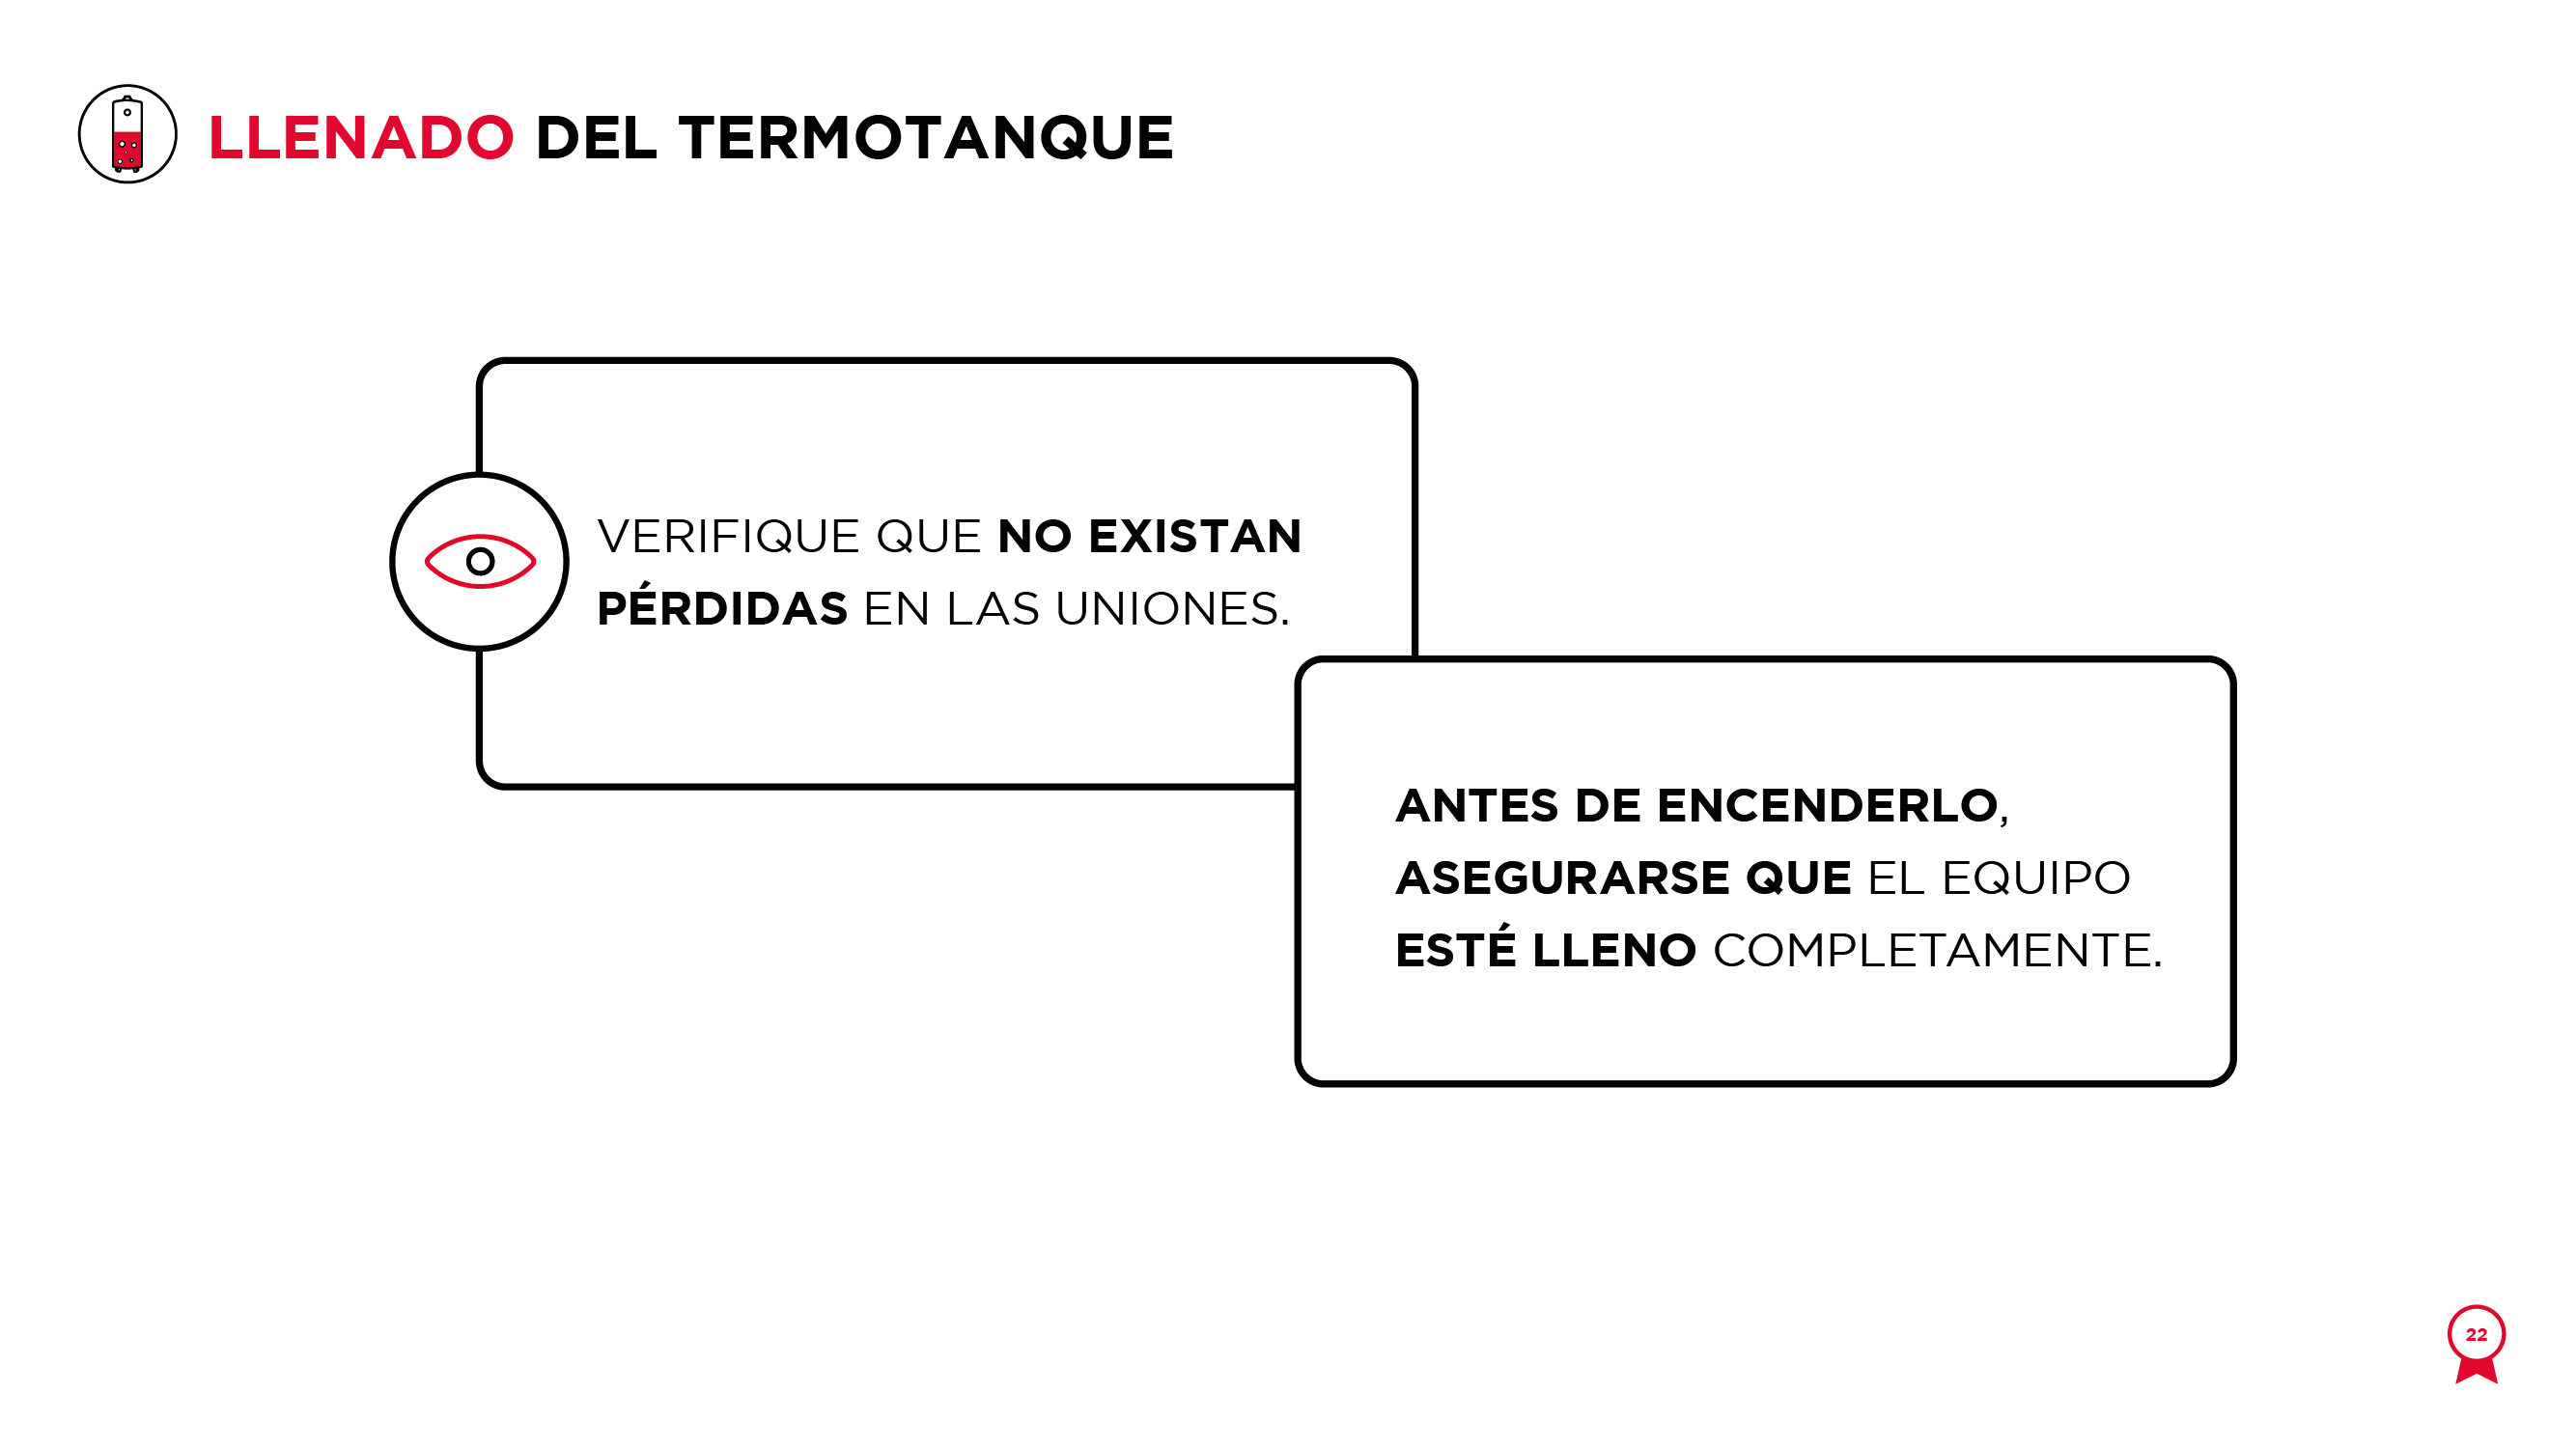 LLENADO DEL TERMOTANQUE
VERIFIQUE QUE NO EXISTAN
PÉRDIDAS EN LAS UNIONES.
ANTES DE ENCENDERLO,
ASEGURARSE QUE EL EQUIPO
ESTÉ LLENO COMPLETAMENTE.
22